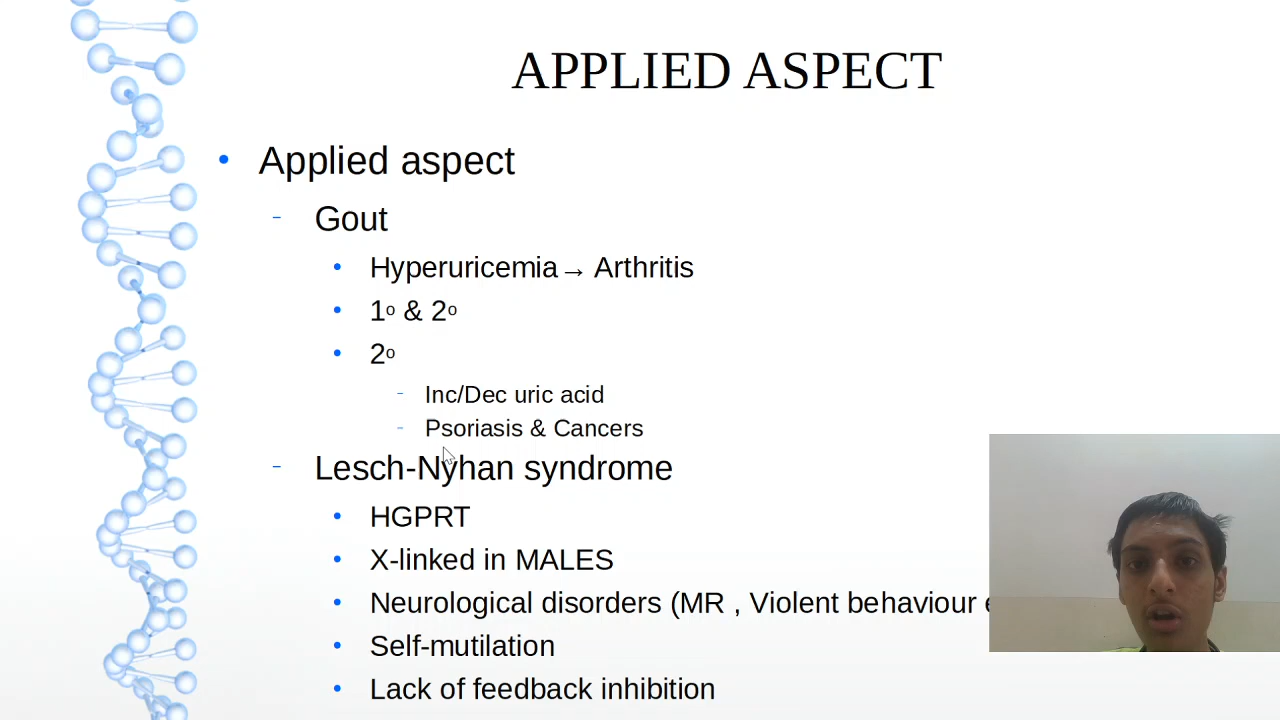 APPLIED ASPECT
Applied aspect
Gout
Hyperuricemia → Arthritis
1º & 2º
2º
Inc/Dec uric acid
Psoriasis & Cancers
Lesch-Nyhan syndrome
HGPRT
X-linked in MALES
Neurological disorders (MR , Violent behaviour
Self-mutilation
Lack of feedback inhibition